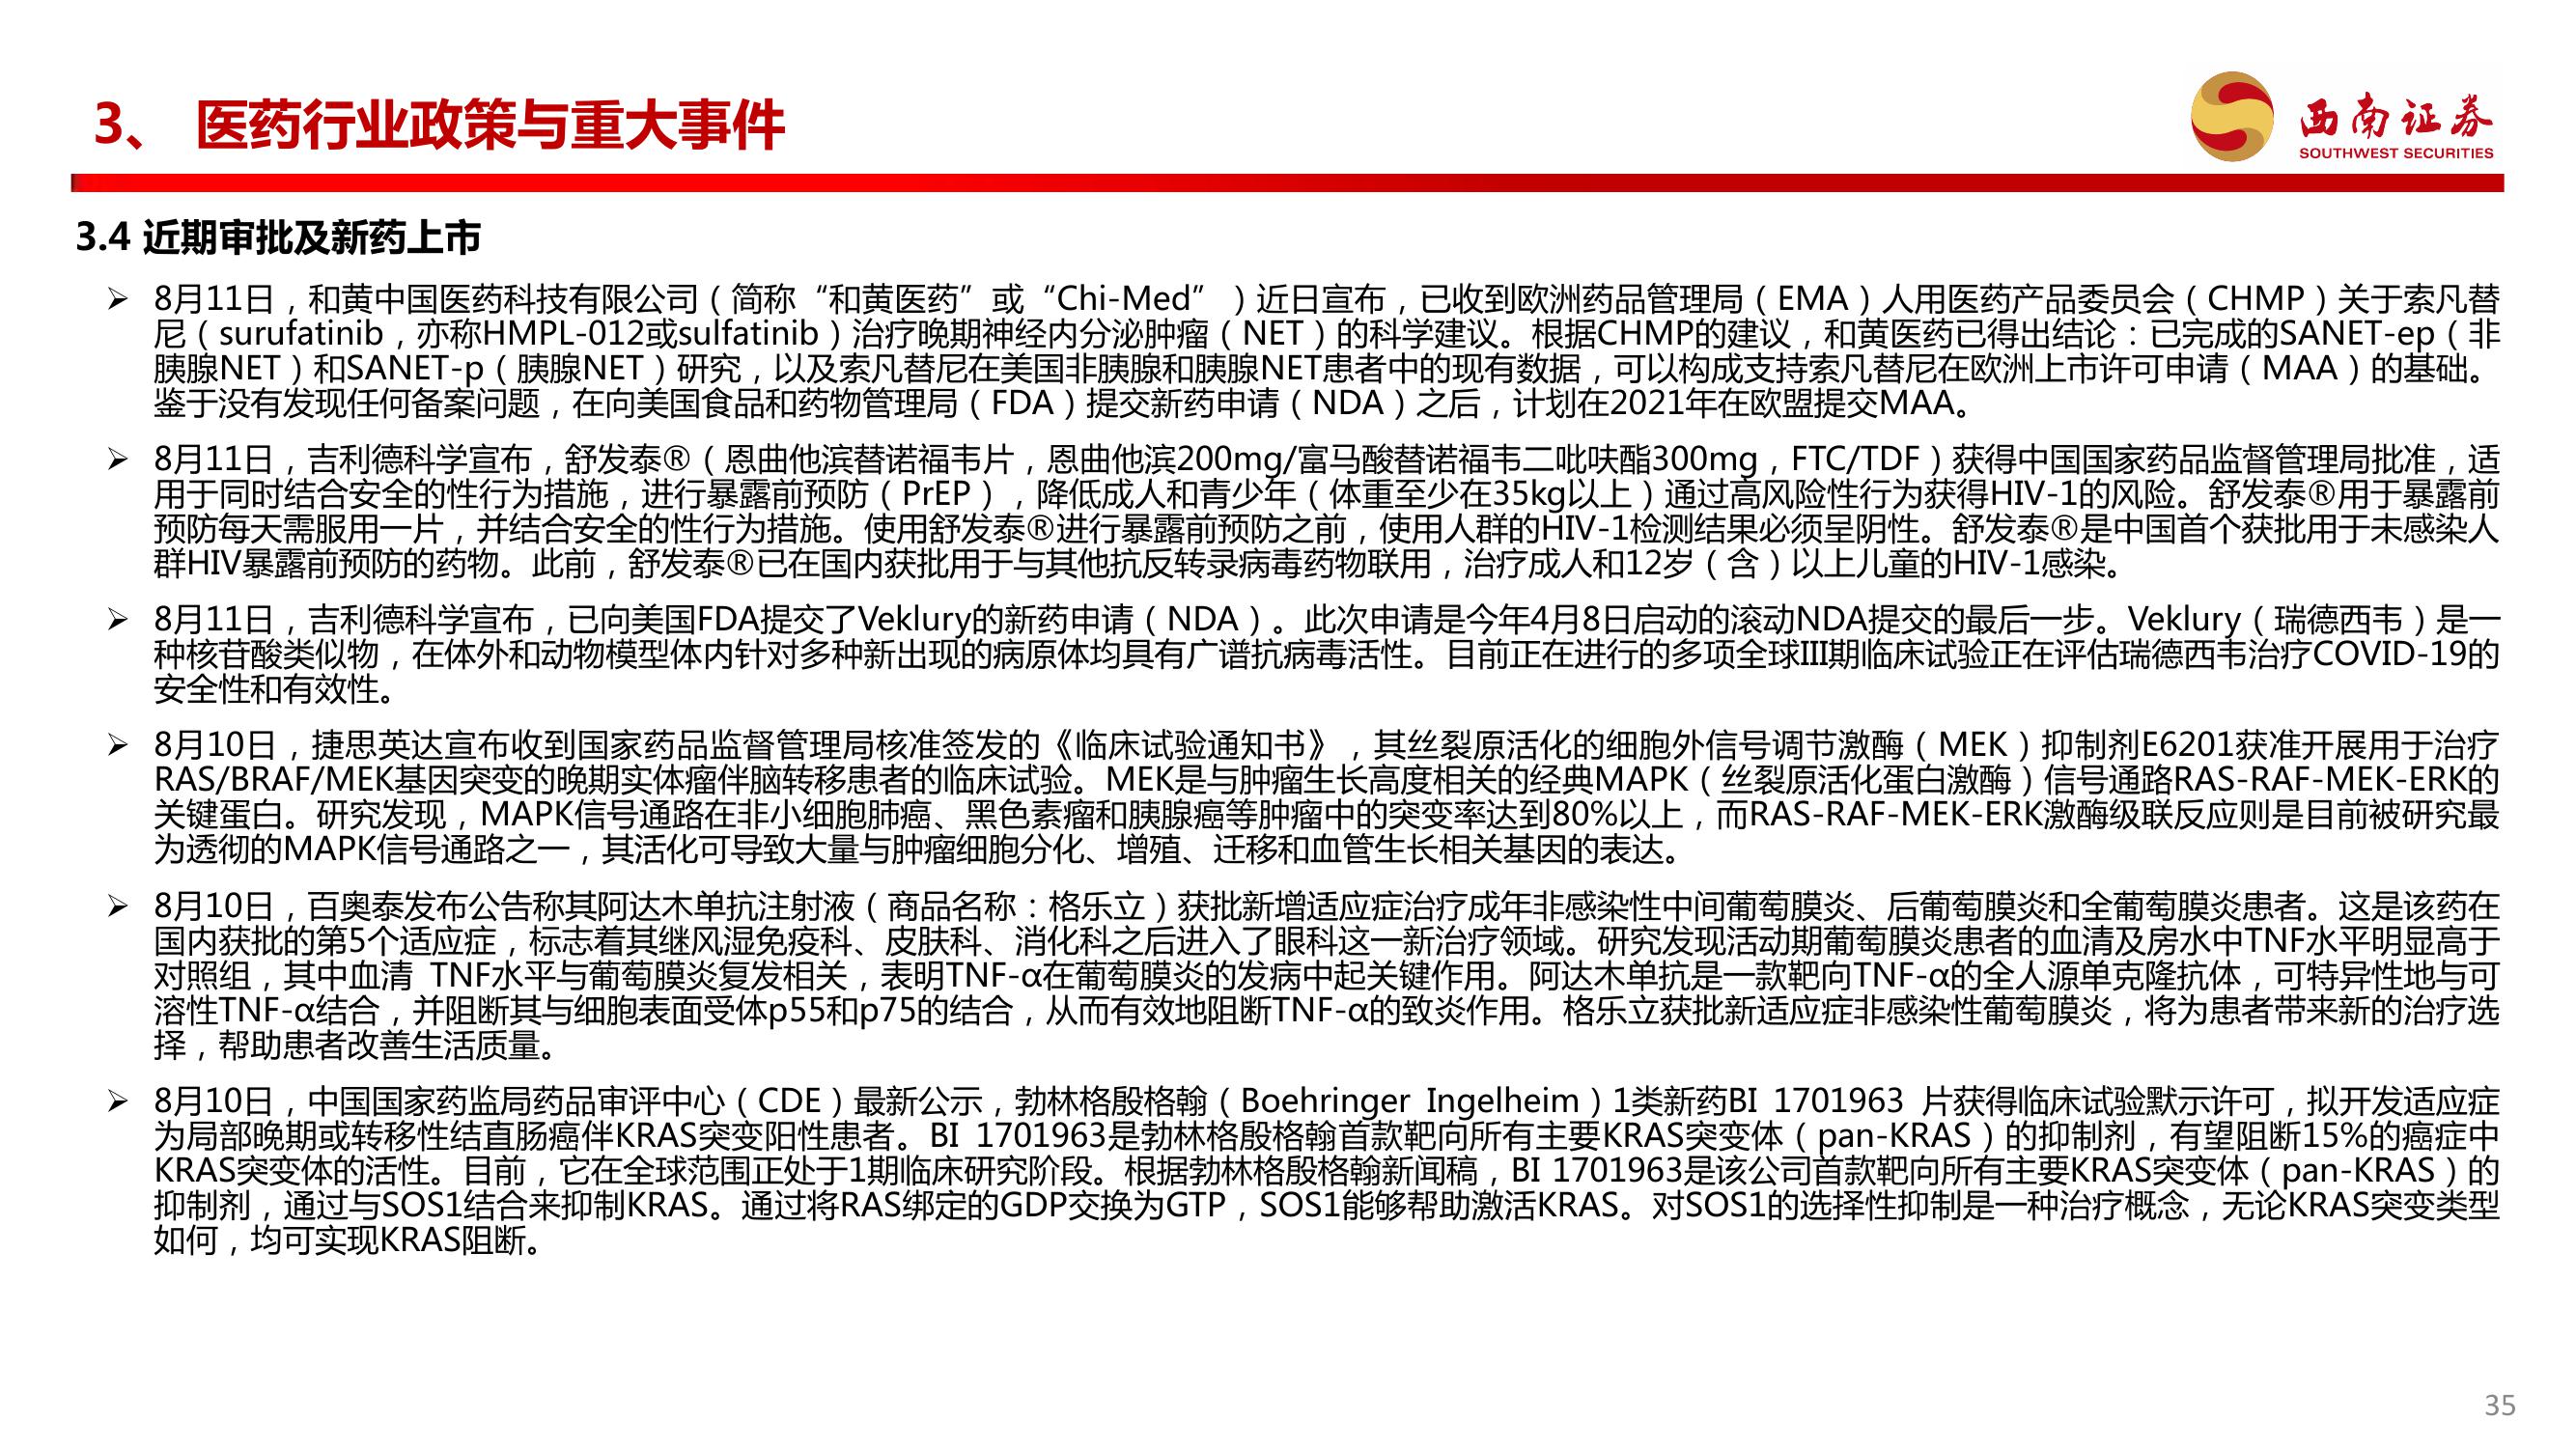 3、 医药行业政策与重大事件
西南证券
SOUTHWEST SECURITIES
3.4 近期审批及新药上市
➢ 8月11日，和黄中国医药科技有限公司（简称“和黄医药”或“Chi-Med” ）近日宣布，已收到欧洲药品管理局（EMA）人用医药产品委员会（CHMP）关于索凡替
尼（surufatinib，亦称HMPL-012或sulfatinib）治疗晚期神经内分泌肿瘤（NET）的科学建议。根据CHMP的建议，和黄医药已得出结论：已完成的SANET-ep（非
胰腺NET）和SANET-p（胰腺NET）研究，以及索凡替尼在美国非胰腺和胰腺NET患者中的现有数据，可以构成支持索凡替尼在欧洲上市许可申请（MAA）的基础。
鉴于没有发现任何备案问题，在向美国食品和药物管理局（FDA）提交新药申请（NDA）之后，计划在2021年在欧盟提交MAA。
➢ 8月11日，吉利德科学宣布，舒发泰®（恩曲他滨替诺福韦片，恩曲他滨200mg/富马酸替诺福韦二吡呋酯300mg，FTC/TDF）获得中国国家药品监督管理局批准，适
用于同时结合安全的性行为措施，进行暴露前预防（PrEP），降低成人和青少年（体重至少在35kg以上）通过高风险性行为获得HIV-1的风险。舒发泰®用于暴露前
预防每天需服用一片，并结合安全的性行为措施。使用舒发泰®进行暴露前预防之前，使用人群的HIV-1检测结果必须呈阴性。舒发泰®是中国首个获批用于未感染人
群HIV暴露前预防的药物。此前，舒发泰®已在国内获批用于与其他抗反转录病毒药物联用，治疗成人和12岁（含）以上儿童的HIV-1感染。
➢ 8月11日，吉利德科学宣布，已向美国FDA提交了Veklury的新药申请（NDA）。此次申请是今年4月8日启动的滚动NDA提交的最后一步。Veklury（瑞德西韦）是一
种核苷酸类似物，在体外和动物模型体内针对多种新出现的病原体均具有广谱抗病毒活性。目前正在进行的多项全球III期临床试验正在评估瑞德西韦治疗COVID-19的
安全性和有效性。
➢ 8月10日，捷思英达宣布收到国家药品监督管理局核准签发的《临床试验通知书》，其丝裂原活化的细胞外信号调节激酶（MEK）抑制剂E6201获准开展用于治疗
RAS/BRAF/MEK基因突变的晚期实体瘤伴脑转移患者的临床试验。MEK是与肿瘤生长高度相关的经典MAPK（丝裂原活化蛋白激酶）信号通路RAS-RAF-MEK-ERK的
关键蛋白。研究发现，MAPK信号通路在非小细胞肺癌、黑色素瘤和胰腺癌等肿瘤中的突变率达到80%以上，而RAS-RAF-MEK-ERK激酶级联反应则是目前被研究最
为透彻的MAPK信号通路之一，其活化可导致大量与肿瘤细胞分化、增殖、迁移和血管生长相关基因的表达。
➢ 8月10日，百奥泰发布公告称其阿达木单抗注射液（商品名称：格乐立）获批新增适应症治疗成年非感染性中间葡萄膜炎、后葡萄膜炎和全葡萄膜炎患者。这是该药在
国内获批的第5个适应症，标志着其继风湿免疫科、皮肤科、消化科之后进入了眼科这一新治疗领域。研究发现活动期葡萄膜炎患者的血清及房水中TNF水平明显高于
对照组，其中血清 TNF水平与葡萄膜炎复发相关，表明TNF-α在葡萄膜炎的发病中起关键作用。阿达木单抗是一款靶向TNF-α的全人源单克隆抗体，可特异性地与可
溶性TNF-α结合，并阻断其与细胞表面受体p55和p75的结合，从而有效地阻断TNF-α的致炎作用。格乐立获批新适应症非感染性葡萄膜炎，将为患者带来新的治疗选
择，帮助患者改善生活质量。
➢ 8月10日，中国国家药监局药品审评中心（CDE）最新公示，勃林格殷格翰（Boehringer Ingelheim）1类新药BI 1701963 片获得临床试验默示许可，拟开发适应症
为局部晚期或转移性结直肠癌伴KRAS突变阳性患者。BI 1701963是勃林格殷格翰首款靶向所有主要KRAS突变体（pan-KRAS）的抑制剂，有望阻断15%的癌症中
KRAS突变体的活性。目前，它在全球范围正处于1期临床研究阶段。根据勃林格殷格翰新闻稿，BI 1701963是该公司首款靶向所有主要KRAS突变体（pan-KRAS）的
抑制剂，通过与SOS1结合来抑制KRAS。通过将RAS绑定的GDP交换为GTP，SOS1能够帮助激活KRAS。对SOS1的选择性抑制是一种治疗概念，无论KRAS突变类型
如何，均可实现KRAS阻断。
35